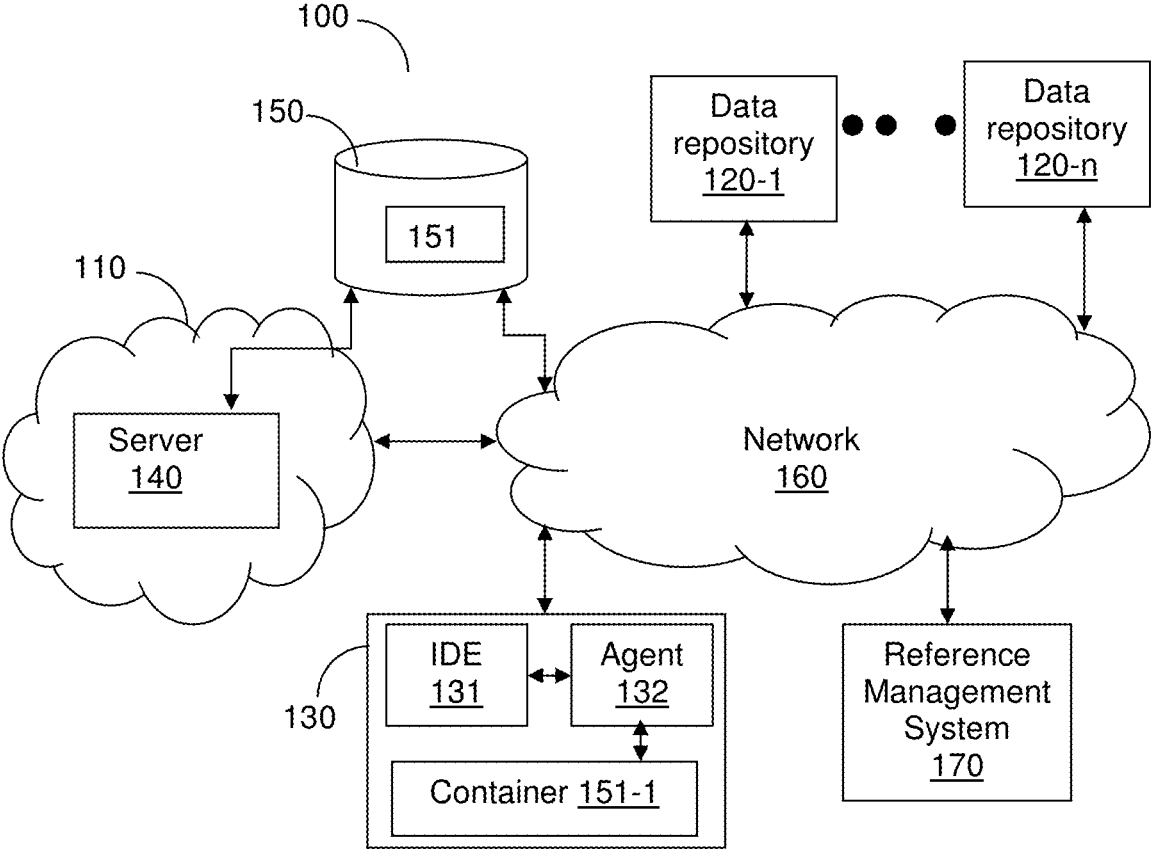 100
150
151
Data
repository
120-1
Data
repository
120-n
110
Server
140
Network
160
130
IDE
131
Agent
132
Container 151-1
Reference
Management
System
170